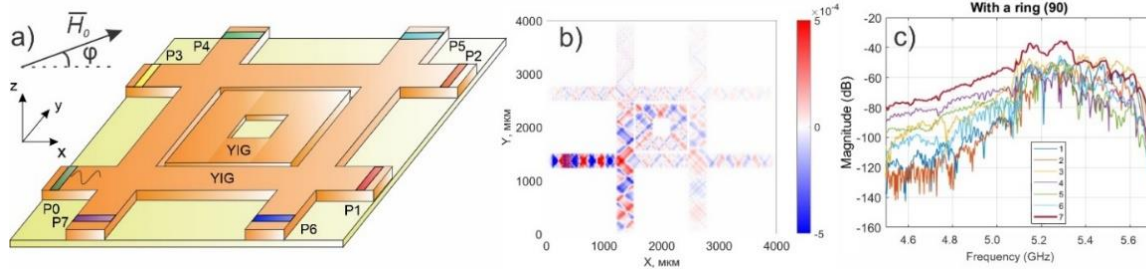 a)
H̅₀
φ
z
y
x
P0
P7
P3
P4
P5
P2
P1
P6
YIG
YIG
b)
×10⁻⁴
4000
3000
2000
1000
0
Y, мкм
0
1000
2000
3000
4000
X, мкм
5
0
-5
c)
With a ring (90)
-20
-40
-60
-80
-100
-120
-140
-160
Magnitude (dB)
1
2
3
4
5
6
7
4.6
4.8
5.0
5.2
5.4
5.6
Frequency (GHz)